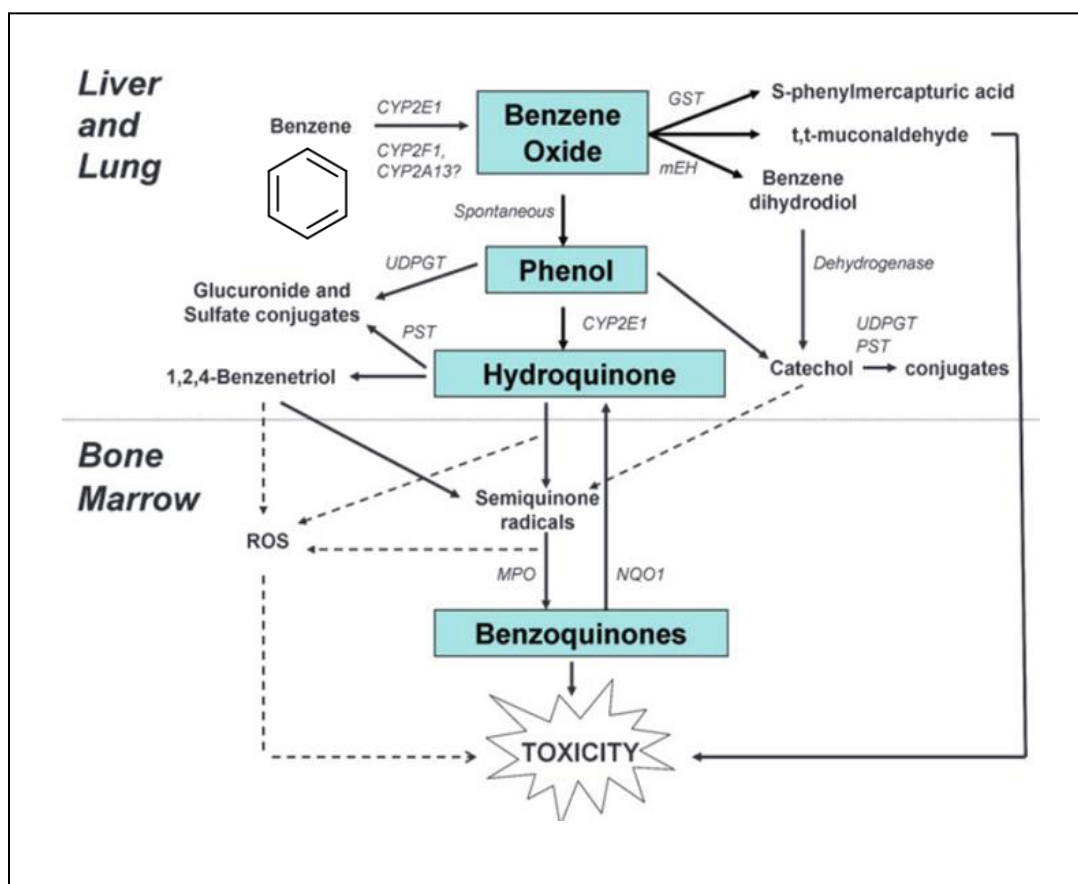 Liver
and
Lung
Benzene
CYP2E1
CYP2F1,
CYP2A13?
Benzene
Oxide
GST
mEH
S-phenylmercapturic acid
t,t-muconaldehyde
Benzene
dihydrodiol
Spontaneous
UDPGT
Phenol
Dehydrogenase
Glucuronide and
Sulfate conjugates
PST
CYP2E1
UDPGT
PST
1,2,4-Benzenetriol
Hydroquinone
Catechol
conjugates
Bone
Marrow
Semiquinone
radicals
ROS
MPO
NQO1
Benzoquinones
TOXICITY